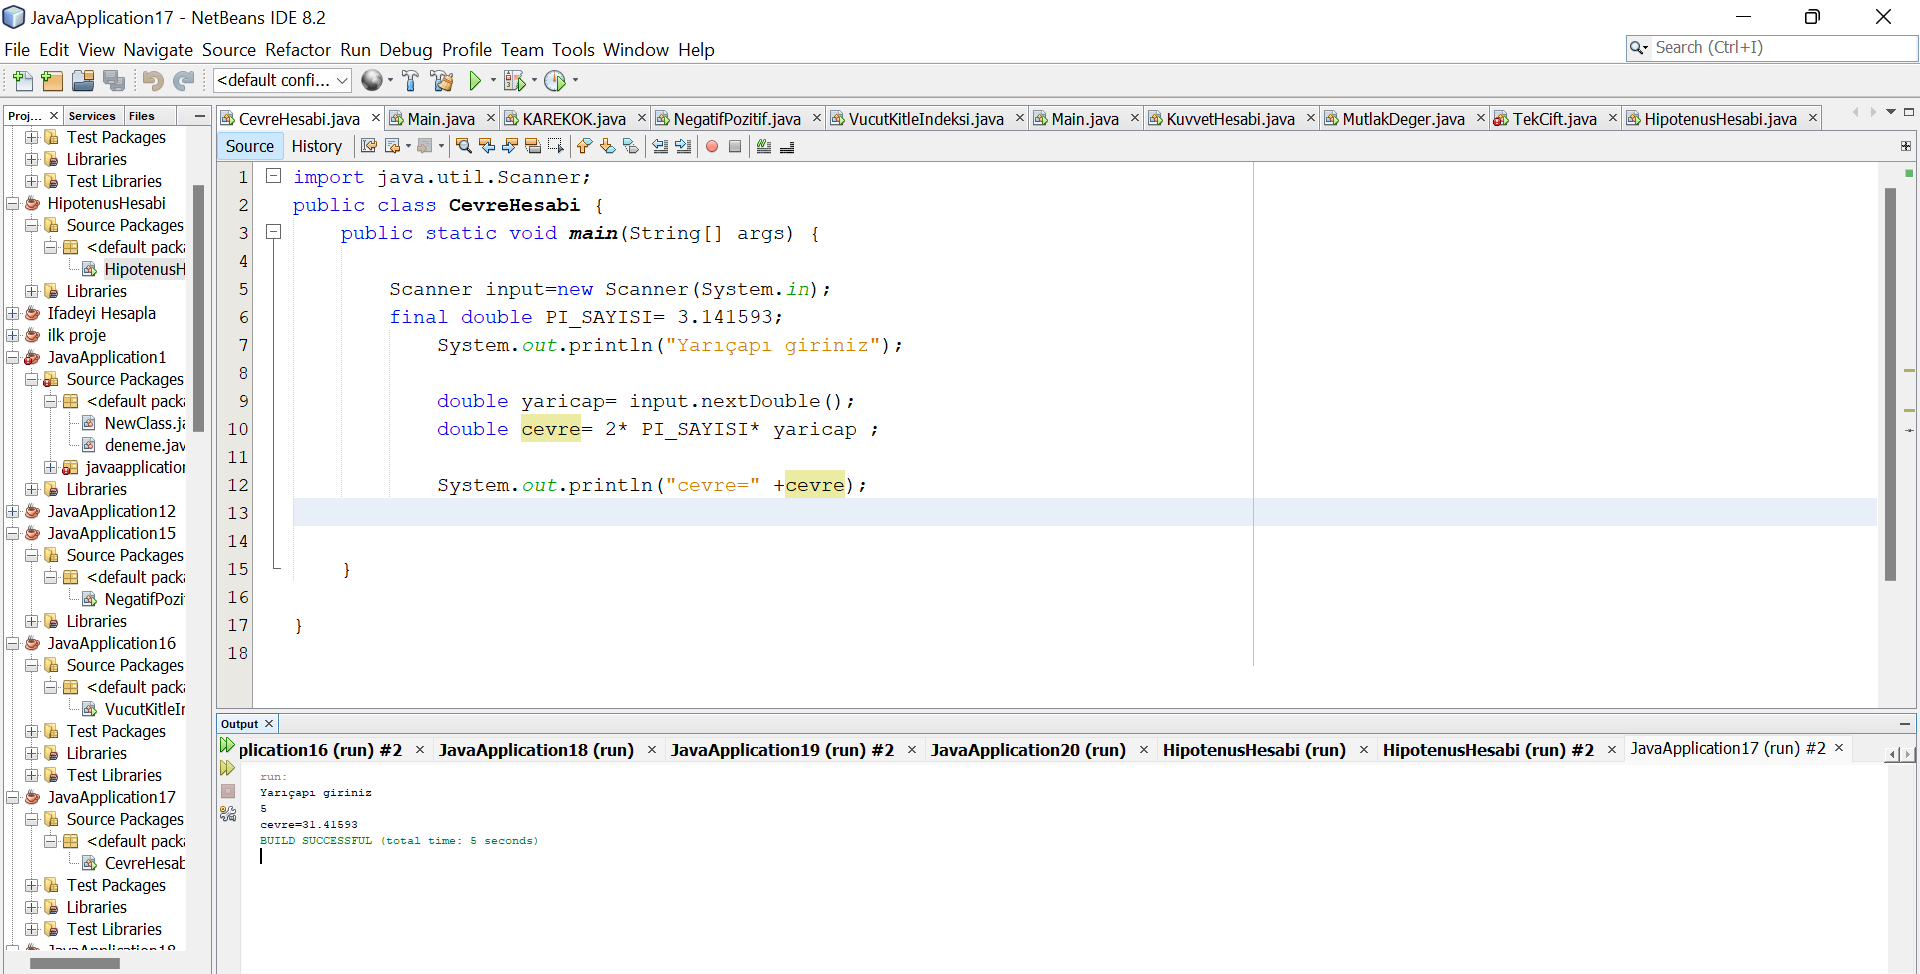 JavaApplication17 - NetBeans IDE 8.2
File Edit View Navigate Source Refactor Run Debug Profile Team Tools Window Help
Search (Ctrl+I)
<default confi...
Proj... Services Files
Test Packages
Libraries
Test Libraries
HipotenusHesabi
Source Packages
<default packa
HipotenusH
Libraries
Ifadeyi Hesapla
ilk proje
JavaApplication1
Source Packages
<default packa
NewClass.ja
deneme.jav
javaapplication
Libraries
JavaApplication12
JavaApplication15
Source Packages
<default packa
NegatifPozit
Libraries
JavaApplication16
Source Packages
<default packa
VucutKitleIn
Test Packages
Libraries
Test Libraries
JavaApplication17
Source Packages
<default packa
CevreHesab
Test Packages
Libraries
Test Libraries
JavaApplication18
CevreHesabi.java Main.java KAREKOK.java NegatifPozitif.java VucutKitleIndeksi.java Main.java KuvvetHesabi.java MutlakDeger.java TekCift.java HipotenusHesabi.java
Source History
1 import java.util.Scanner;
2 public class CevreHesabi {
3 public static void main(String[] args) {
4
5 Scanner input=new Scanner(System.in);
6 final double PI_SAYISI= 3.141593;
7 System.out.println("Yarıçapı giriniz");
8
9 double yaricap= input.nextDouble();
10 double cevre= 2* PI_SAYISI* yaricap ;
11
12 System.out.println("cevre=" +cevre);
13
14
15 }
16
17 }
18
Output
plication16 (run) #2 JavaApplication18 (run) JavaApplication19 (run) #2 JavaApplication20 (run) HipotenusHesabi (run) HipotenusHesabi (run) #2 JavaApplication17 (run) #2
run:
Yarıçapı giriniz
5
cevre=31.41593
BUILD SUCCESSFUL (total time: 5 seconds)